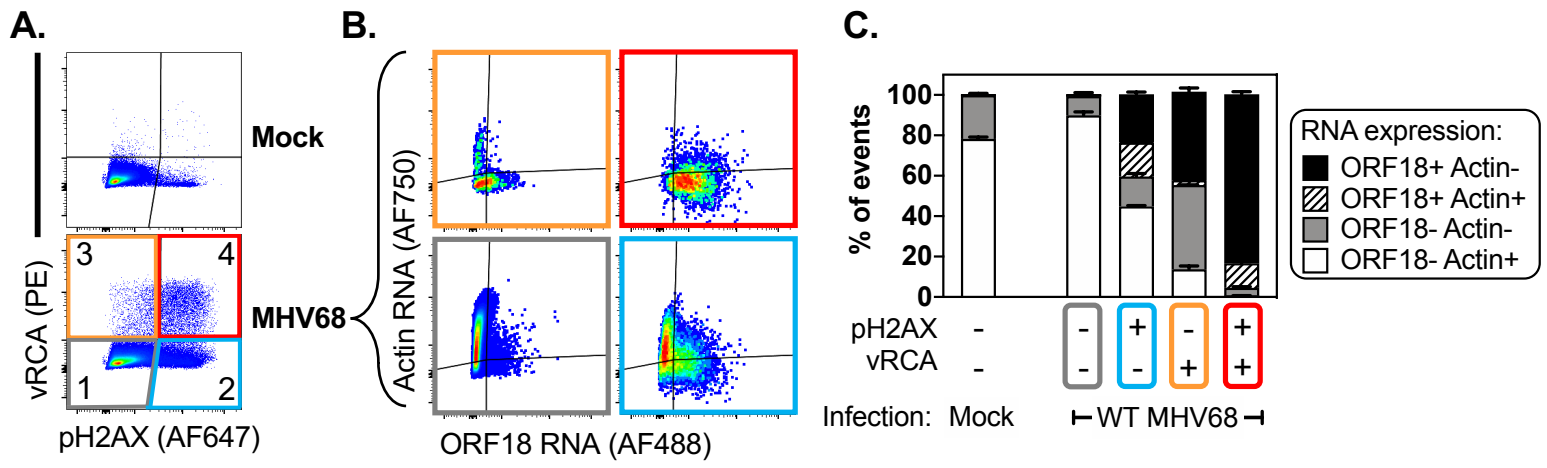 A.
B.
C.
vRCA (PE)
Mock
MHV68
3
4
1
2
pH2AX (AF647)
Actin RNA (AF750)
ORF18 RNA (AF488)
% of events
100
80
60
40
20
0
RNA expression:
ORF18+ Actin-
ORF18+ Actin+
ORF18- Actin-
ORF18- Actin+
pH2AX - - + - +
vRCA - - - + +
Infection: Mock WT MHV68